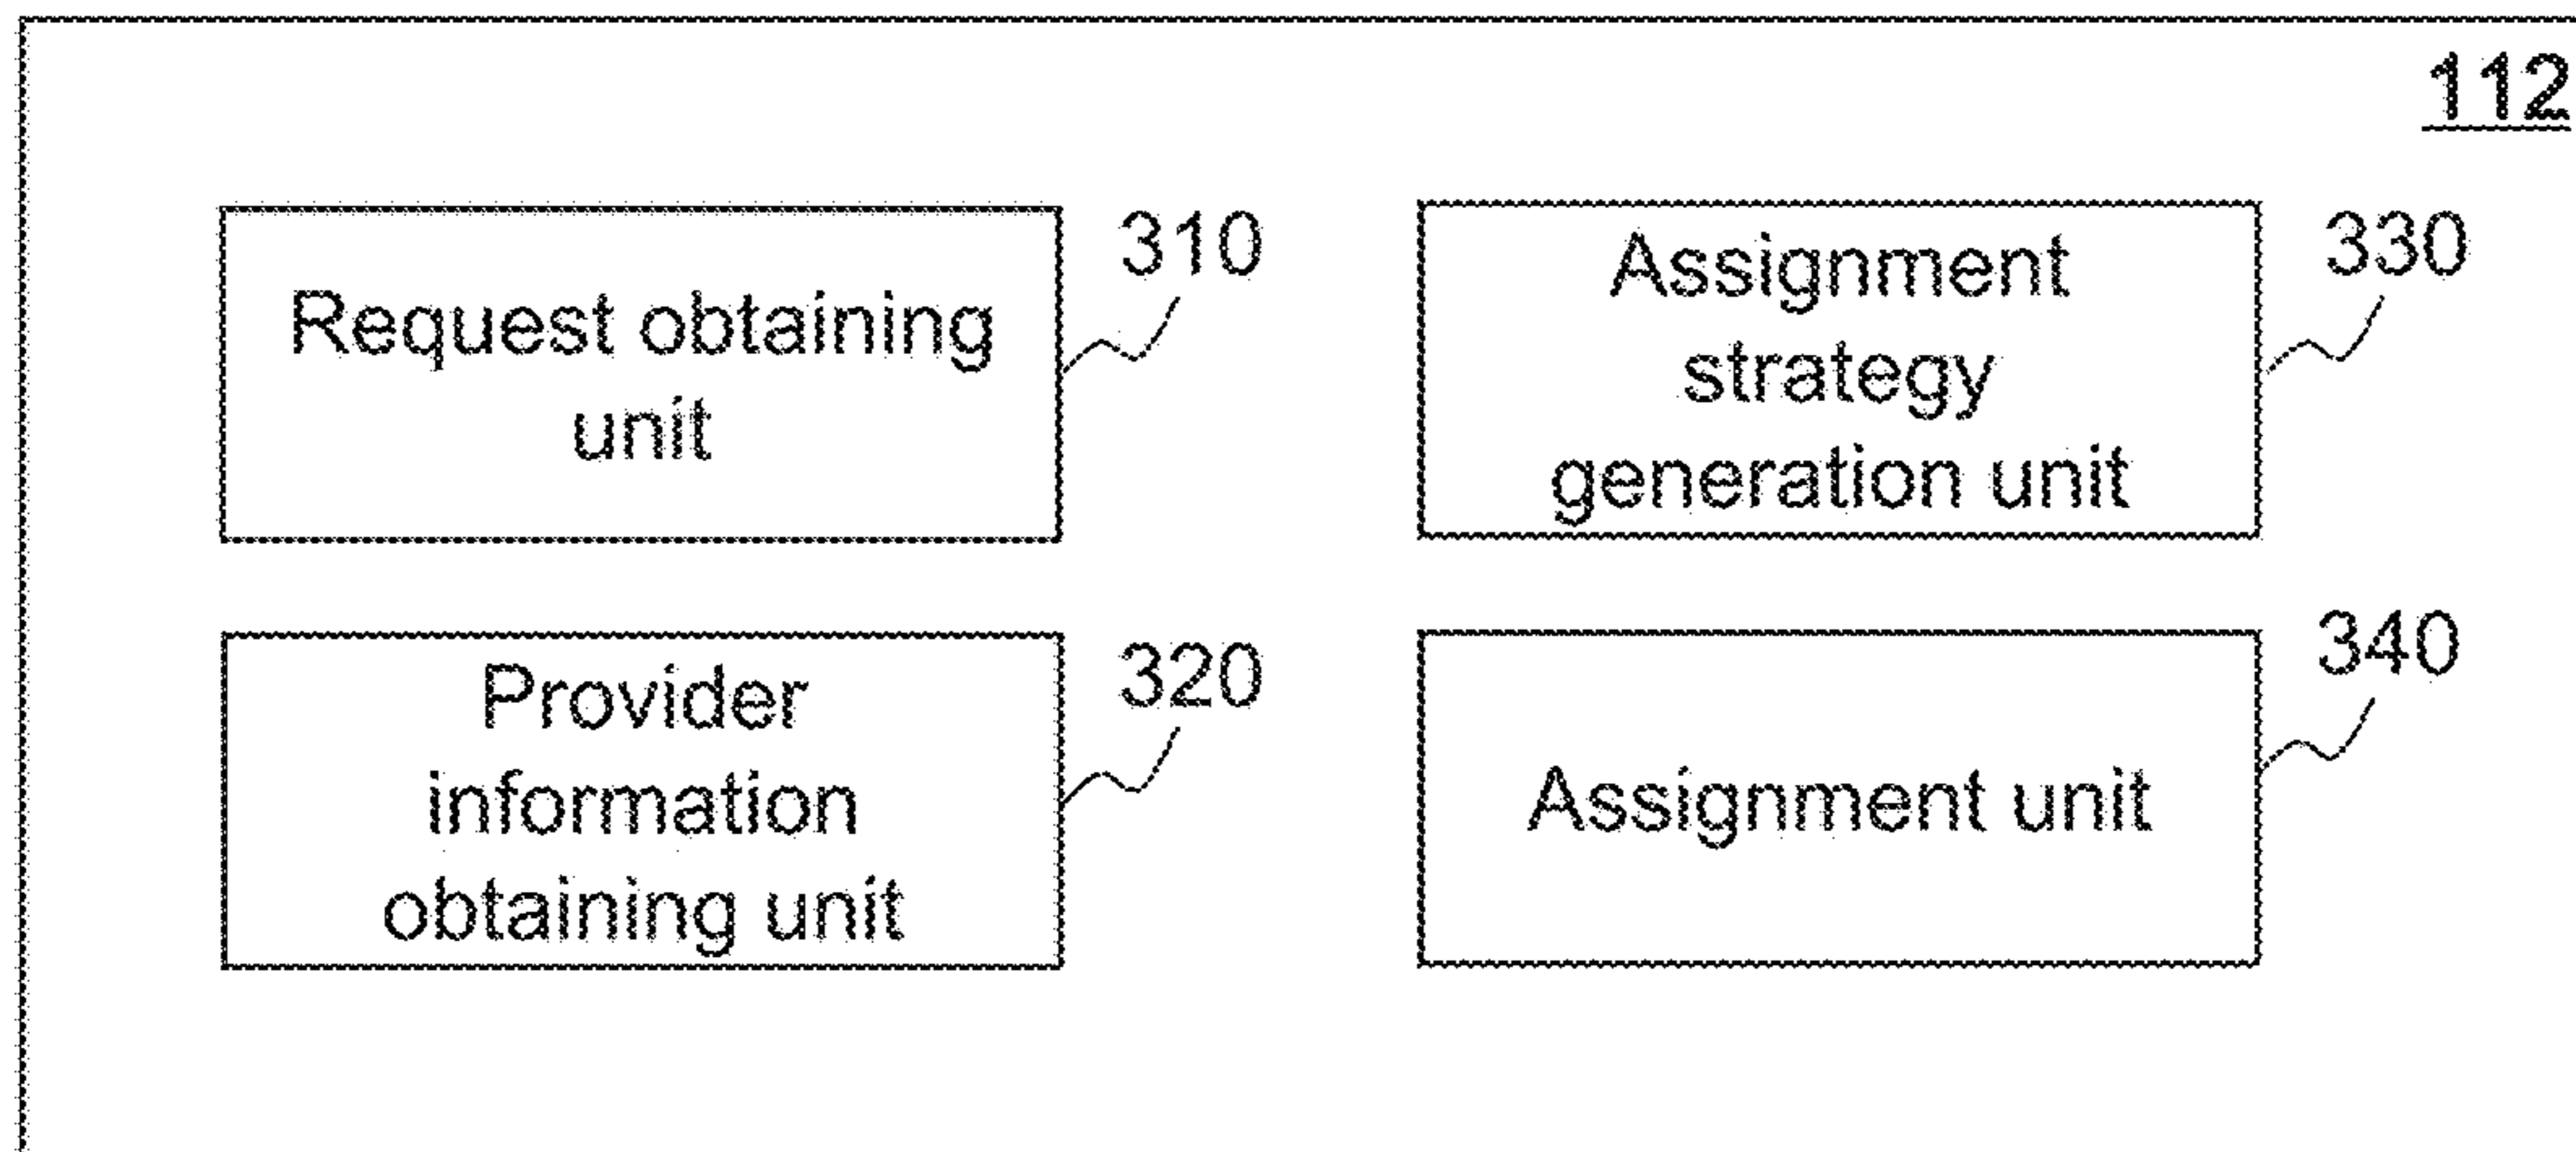 112
Request obtaining
unit
310
Assignment
strategy
generation unit
330
Provider
information
obtaining unit
320
Assignment unit
340